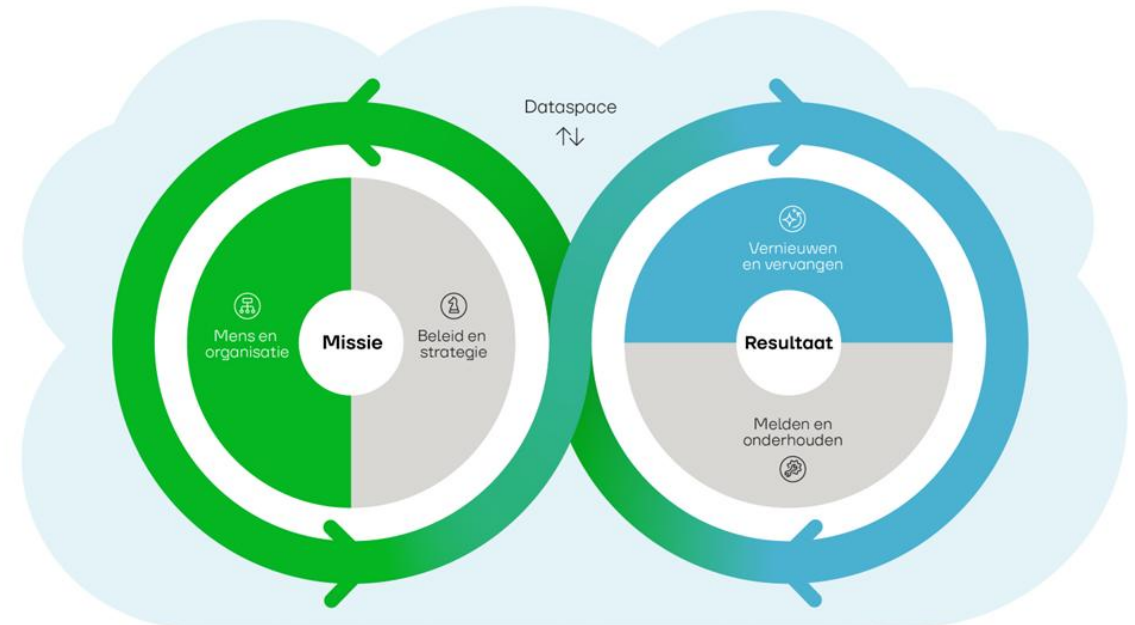 Dataspace
Mens en
organisatie
Missie
Beleid en
strategie
Vernieuwen
en vervangen
Resultaat
Melden en
onderhouden